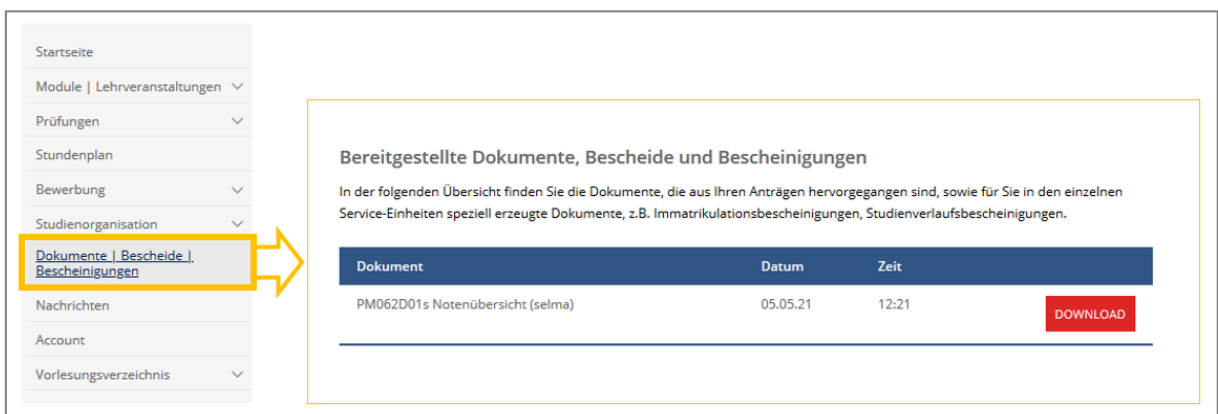 Startseite
Module | Lehrveranstaltungen
Prüfungen
Stundenplan
Bewerbung
Studienorganisation
Dokumente | Bescheide |
Bescheinigungen
Nachrichten
Account
Vorlesungsverzeichnis
Bereitgestellte Dokumente, Bescheide und Bescheinigungen
In der folgenden Übersicht finden Sie die Dokumente, die aus Ihren Anträgen hervorgegangen sind, sowie für Sie in den einzelnen
Service-Einheiten speziell erzeugte Dokumente, z.B. Immatrikulationsbescheinigungen, Studienverlaufsbescheinigungen.
Dokument Datum Zeit
PM062D01s Notenübersicht (selma) 05.05.21 12:21 DOWNLOAD